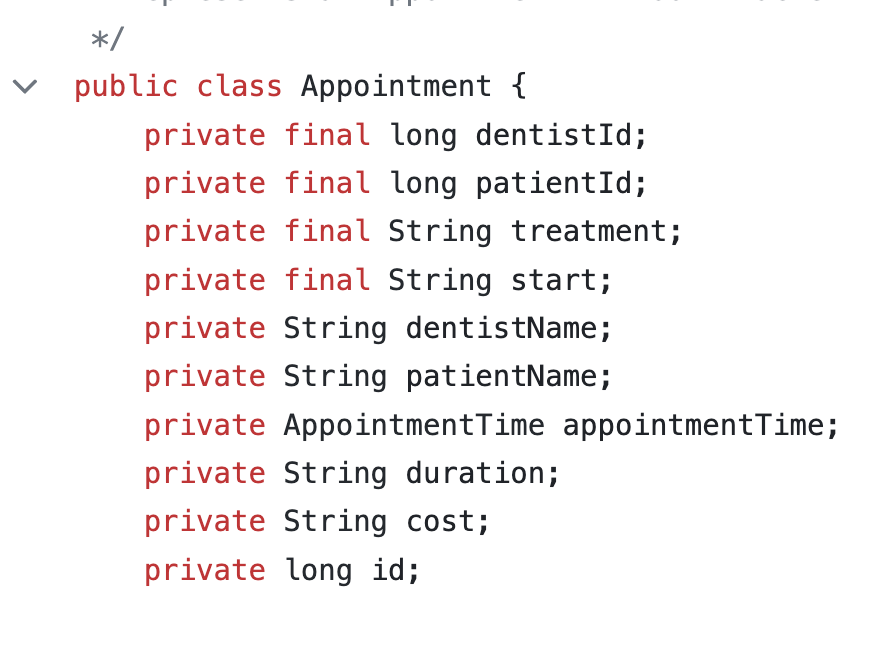 */
public class Appointment {
private final long dentistId;
private final long patientId;
private final String treatment;
private final String start;
private String dentistName;
private String patientName;
private AppointmentTime appointmentTime;
private String duration;
private String cost;
private long id;